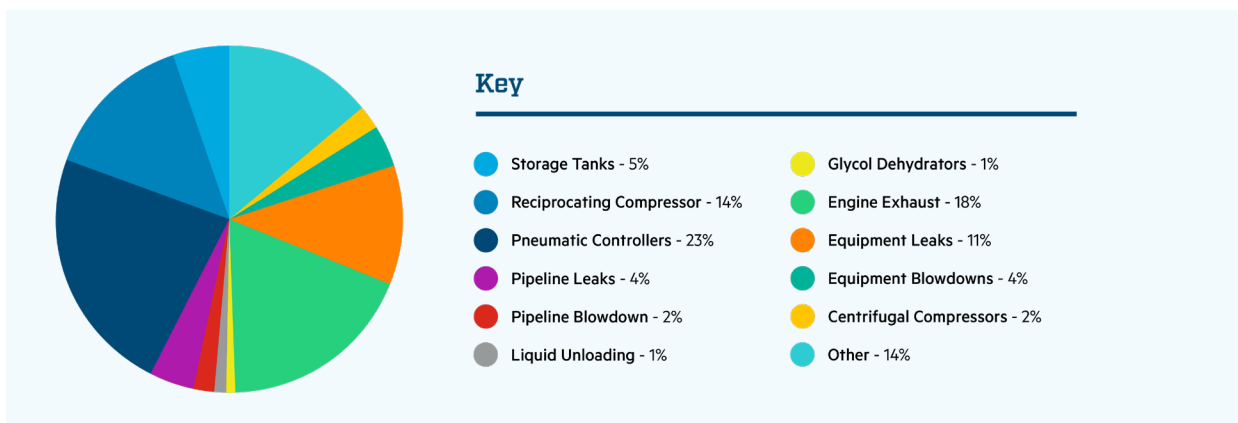 Key
Storage Tanks - 5%
Reciprocating Compressor - 14%
Pneumatic Controllers - 23%
Pipeline Leaks - 4%
Pipeline Blowdown - 2%
Liquid Unloading - 1%
Glycol Dehydrators - 1%
Engine Exhaust - 18%
Equipment Leaks - 11%
Equipment Blowdowns - 4%
Centrifugal Compressors - 2%
Other - 14%